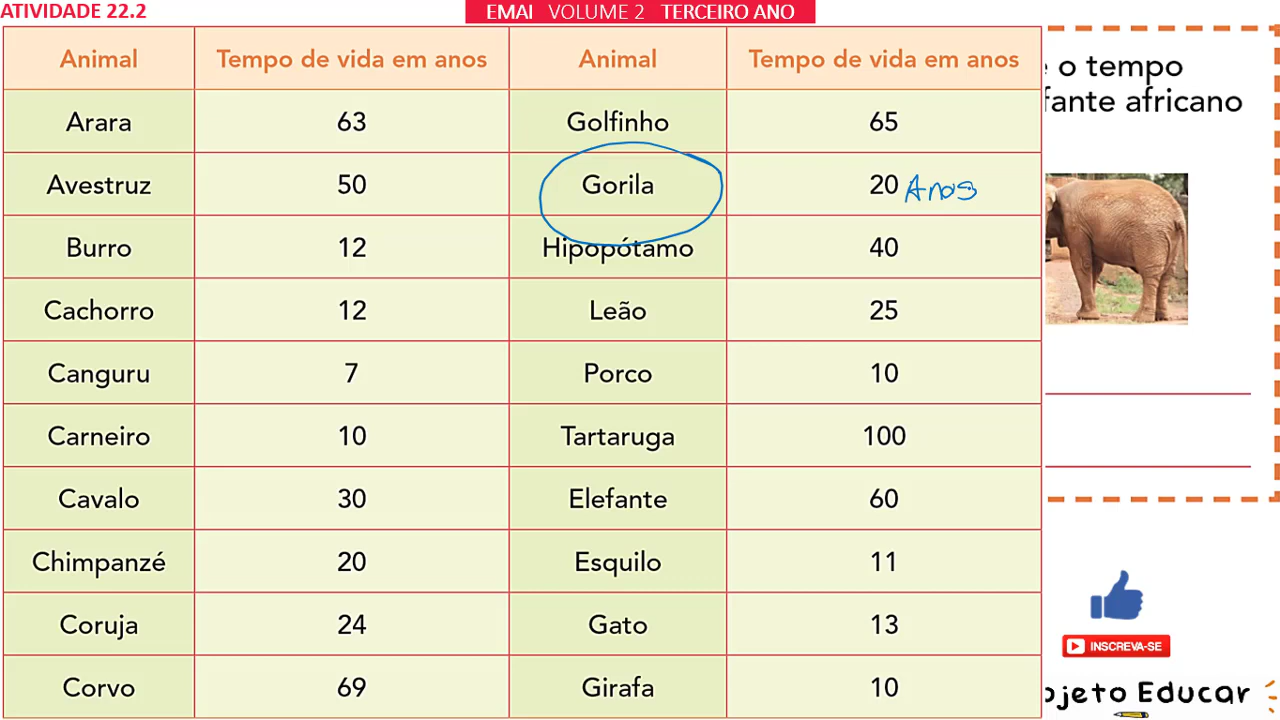 ATIVIDADE 22.2
EMAI VOLUME 2 TERCEIRO ANO
Animal Tempo de vida em anos Animal Tempo de vida em anos
Arara 63 Golfinho 65
Avestruz 50 Gorila 20 Anos
Burro 12 Hipopótamo 40
Cachorro 12 Leão 25
Canguru 7 Porco 10
Carneiro 10 Tartaruga 100
Cavalo 30 Elefante 60
Chimpanzé 20 Esquilo 11
Coruja 24 Gato 13
Corvo 69 Girafa 10
o tempo
fante africano
INSCREVA-SE
ojeto Educar